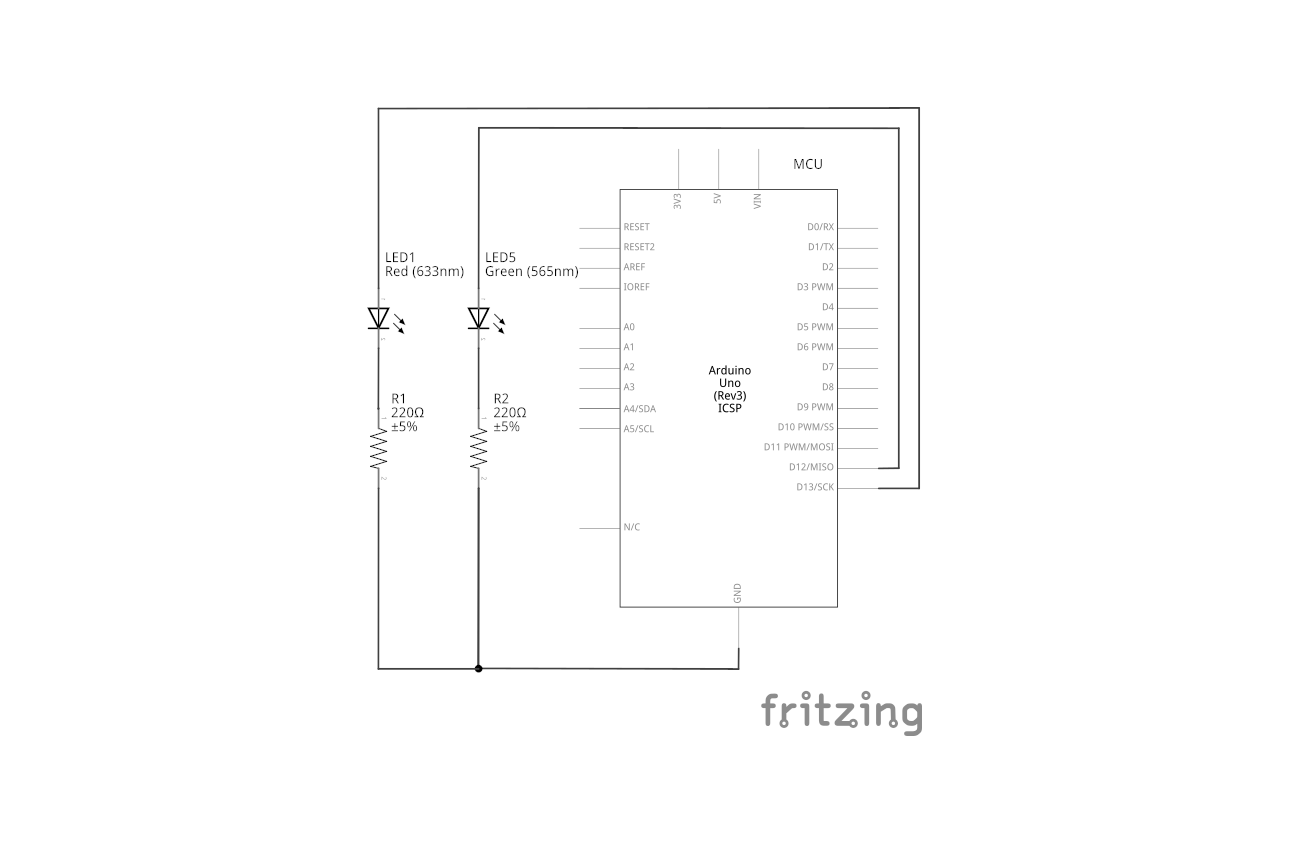 MCU
3V3
5V
VIN
RESET
RESET2
AREF
IOREF
A0
A1
A2
A3
A4/SDA
A5/SCL
N/C
D0/RX
D1/TX
D2
D3 PWM
D4
D5 PWM
D6 PWM
D7
D8
D9 PWM
D10 PWM/SS
D11 PWM/MOSI
D12/MISO
D13/SCK
Arduino
Uno
(Rev3)
ICSP
GND
LED1
Red (633nm)
LED5
Green (565nm)
R1
220Ω
±5%
R2
220Ω
±5%
fritzing